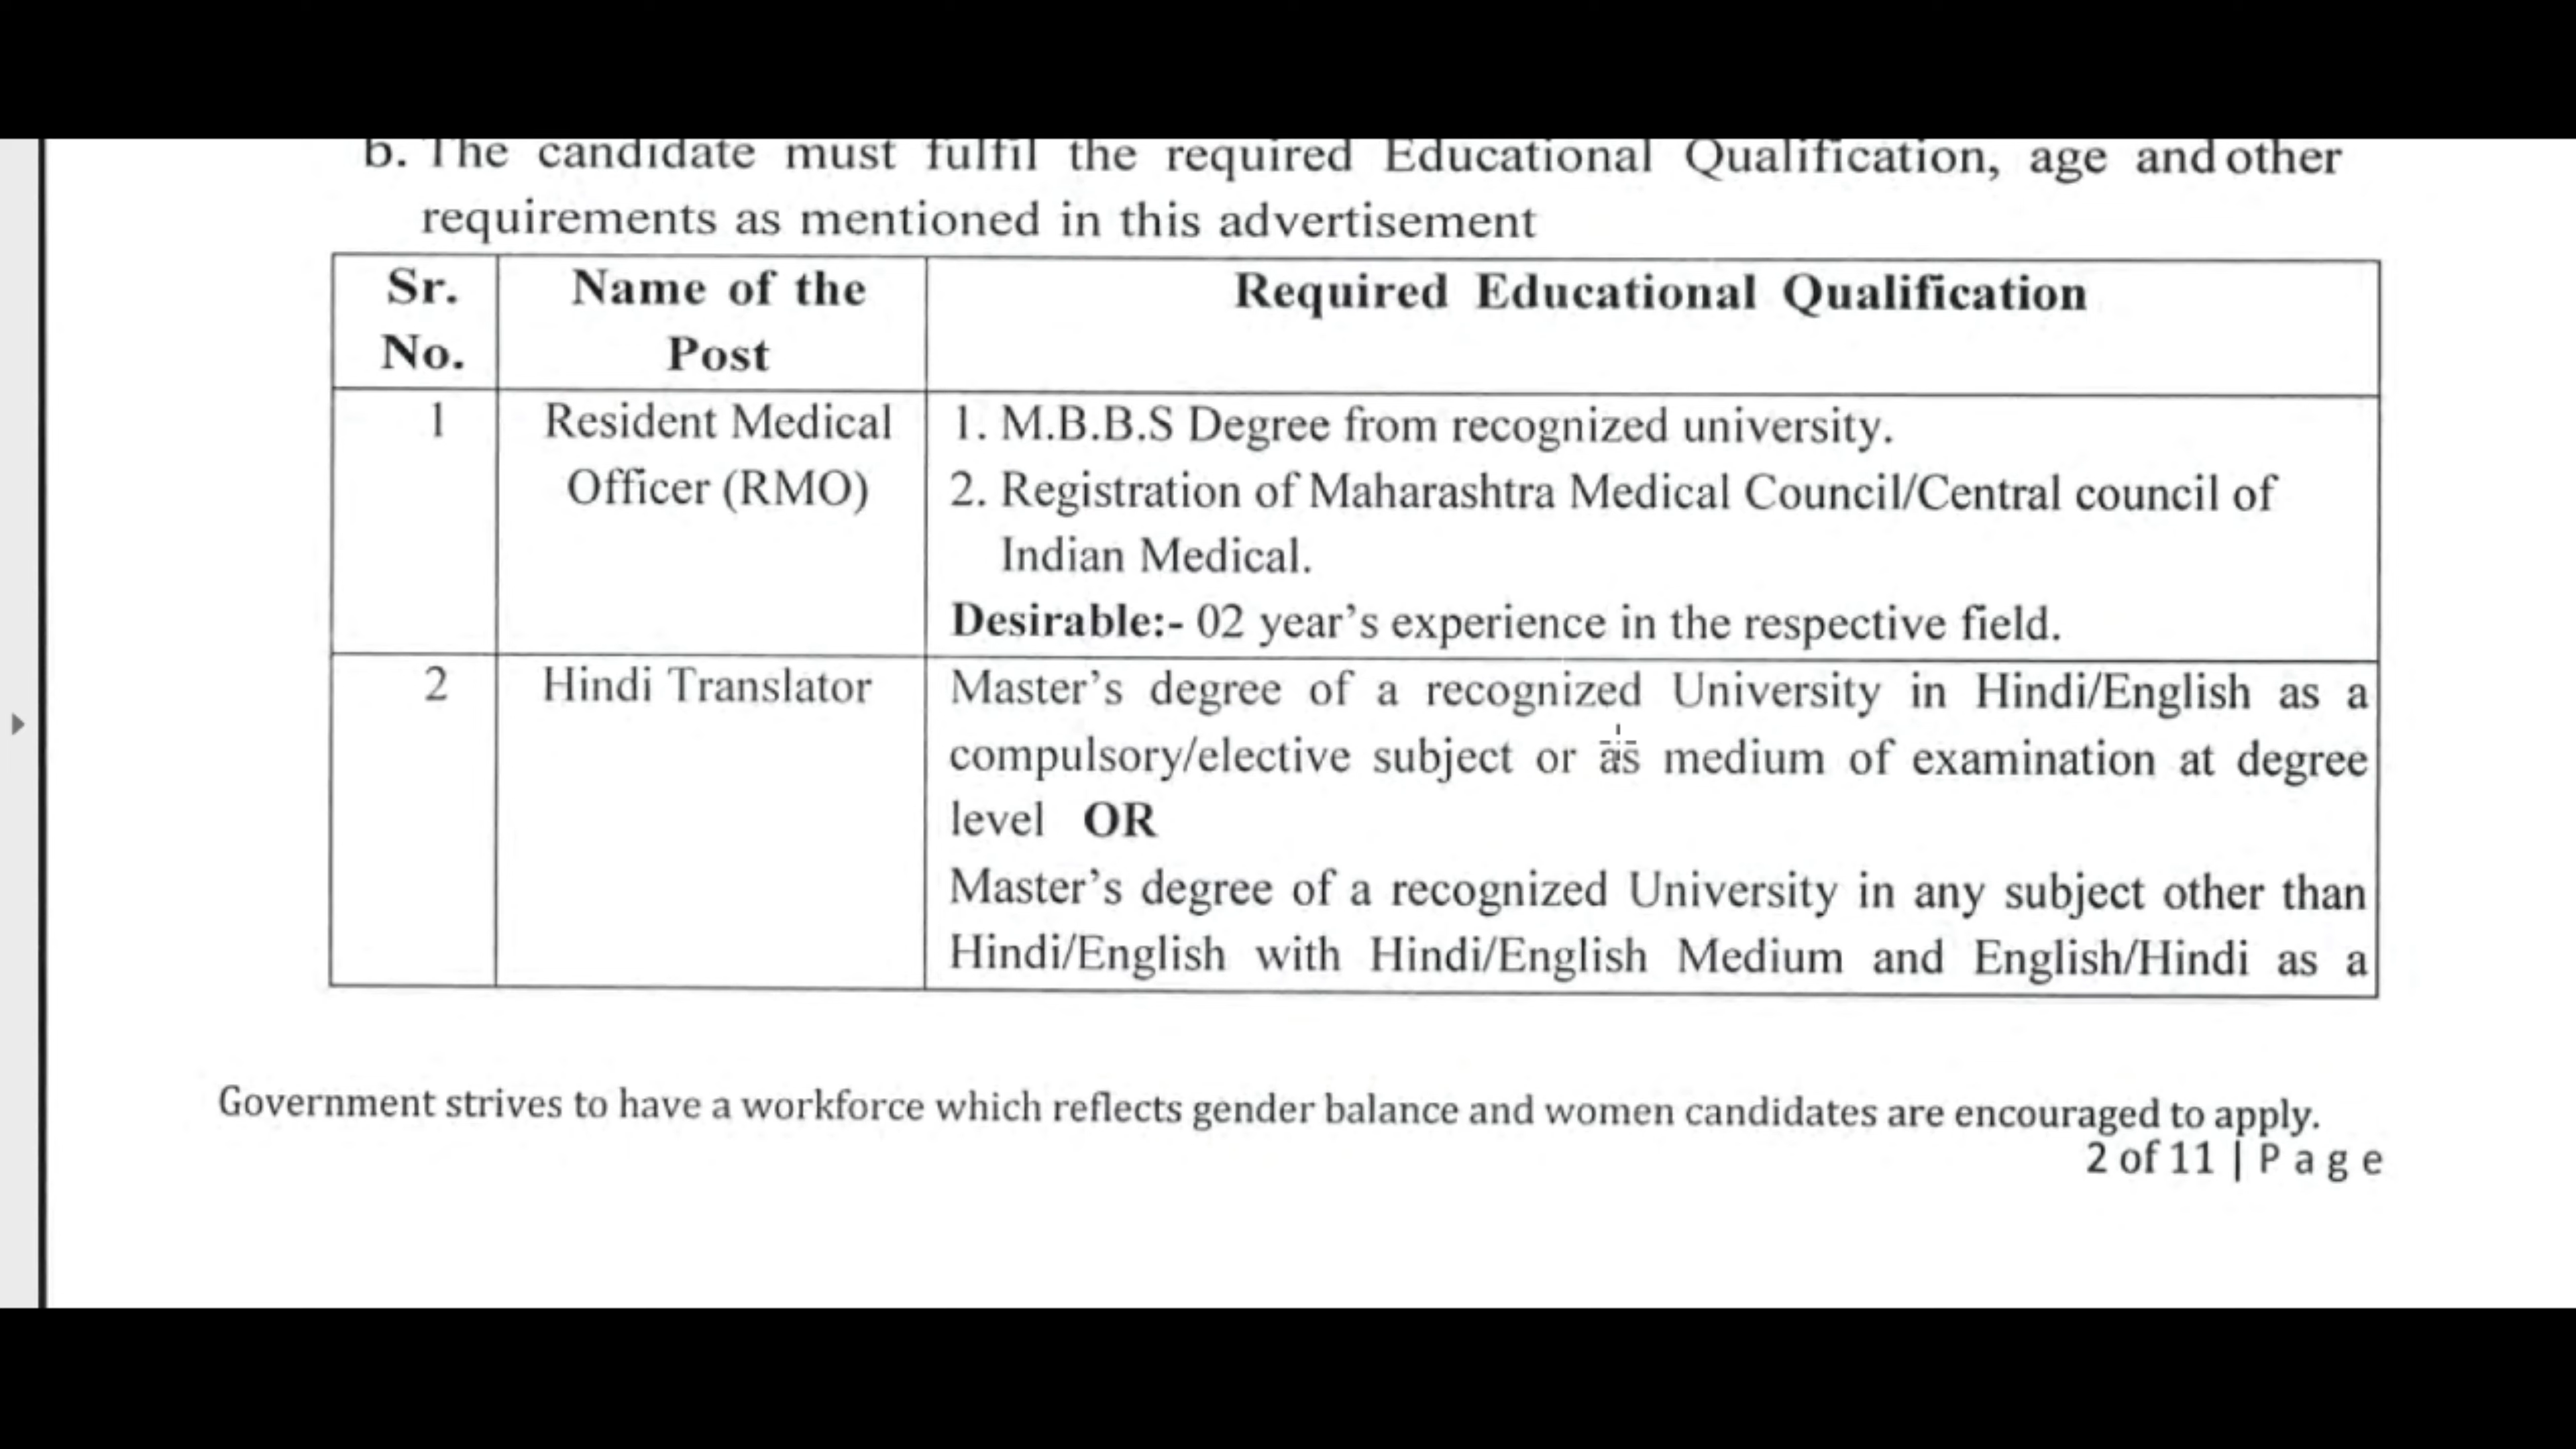 b. The candidate must fulfil the required Educational Qualification, age and other
requirements as mentioned in this advertisement
Sr. No.
Name of the Post
Required Educational Qualification
1
Resident Medical
Officer (RMO)
1. M.B.B.S Degree from recognized university.
2. Registration of Maharashtra Medical Council/Central council of
Indian Medical.
Desirable:- 02 year's experience in the respective field.
2
Hindi Translator
Master's degree of a recognized University in Hindi/English as a
compulsory/elective subject or as medium of examination at degree
level OR
Master's degree of a recognized University in any subject other than
Hindi/English with Hindi/English Medium and English/Hindi as a
Government strives to have a workforce which reflects gender balance and women candidates are encouraged to apply.
2 of 11 | P a g e